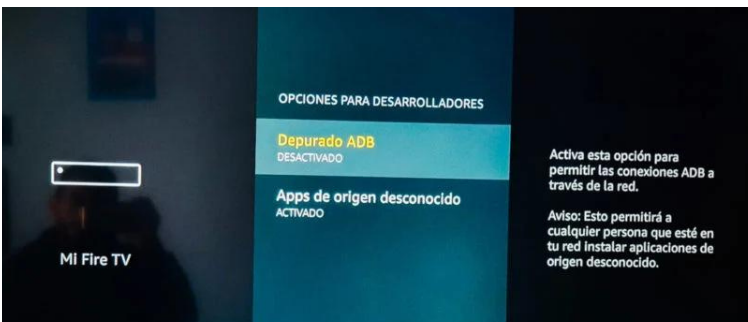 Mi Fire TV
OPCIONES PARA DESARROLLADORES
Depurado ADB
DESACTIVADO
Apps de origen desconocido
ACTIVADO
Activa esta opción para
permitir las conexiones ADB a
través de la red.
Aviso: Esto permitirá a
cualquier persona que esté en
tu red instalar aplicaciones de
origen desconocido.